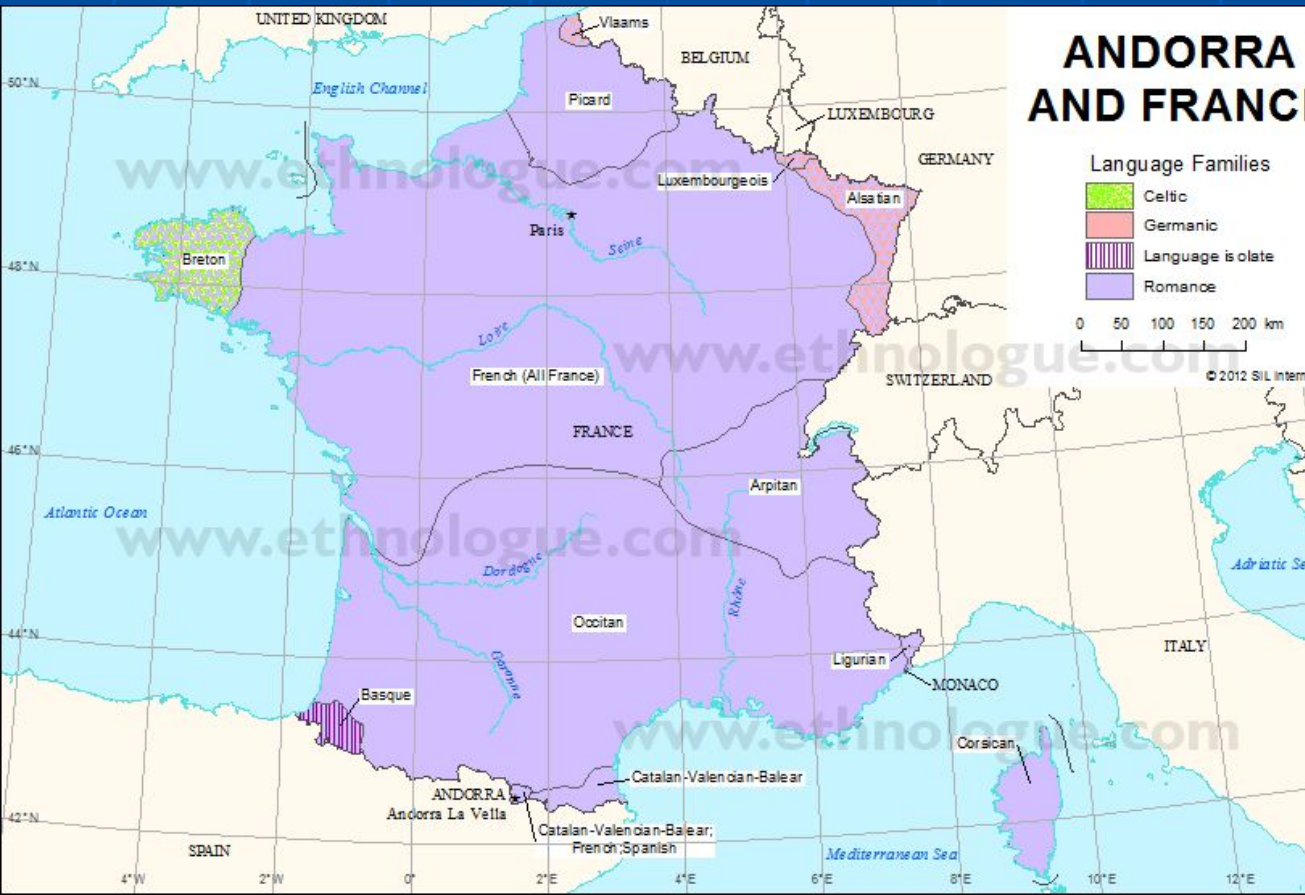 UNITED KINGDOM
Vlaams
BELGIUM
ANDORRA
AND FRANC
50°N
English Channel
Picard
LUXEMBOURG
GERMANY
Language Families
Celtic
Germanic
Language isolate
Romance
0 50 100 150 200 km
© 2012 SIL Intern
www.ethnologue.com
Luxembourgeois
Alsatian
Paris
Seine
Breton
48°N
Loire
www.ethnologue.com
French (All France)
SWITZERLAND
FRANCE
46°N
Arpitan
Atlantic Ocean
www.ethnologue.com
Dordogne
Adriatic Se
Rhône
Occitan
44°N
Garonne
Ligurian
ITALY
MONACO
Basque
www.ethnologue.com
Corsican
Catalan-Valencian-Balear
ANDORRA
Andorra La Vella
42°N
Catalan-Valencian-Balear;
French;Spanish
SPAIN
Mediterranean Sea
4°W 2°W 0° 2°E 4°E 6°E 8°E 10°E 12°E